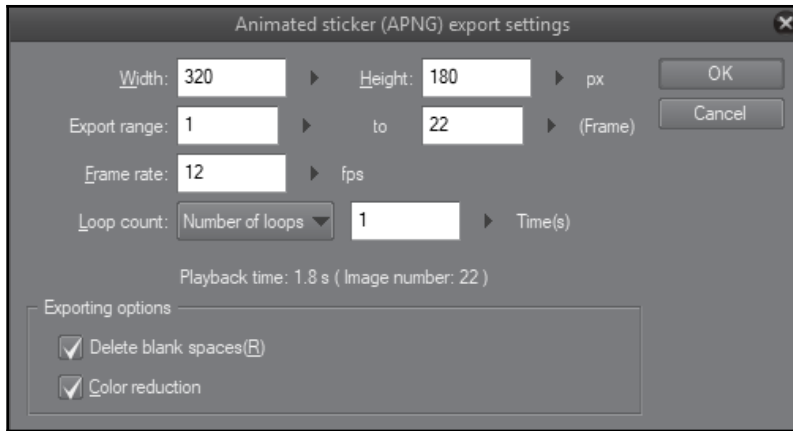 Animated sticker (APNG) export settings
Width: 320 Height: 180 px OK
Export range: 1 to 22 (Frame) Cancel
Frame rate: 12 fps
Loop count: Number of loops 1 Time(s)
Playback time: 1.8 s ( Image number: 22 )
Exporting options
Delete blank spaces(R)
Color reduction